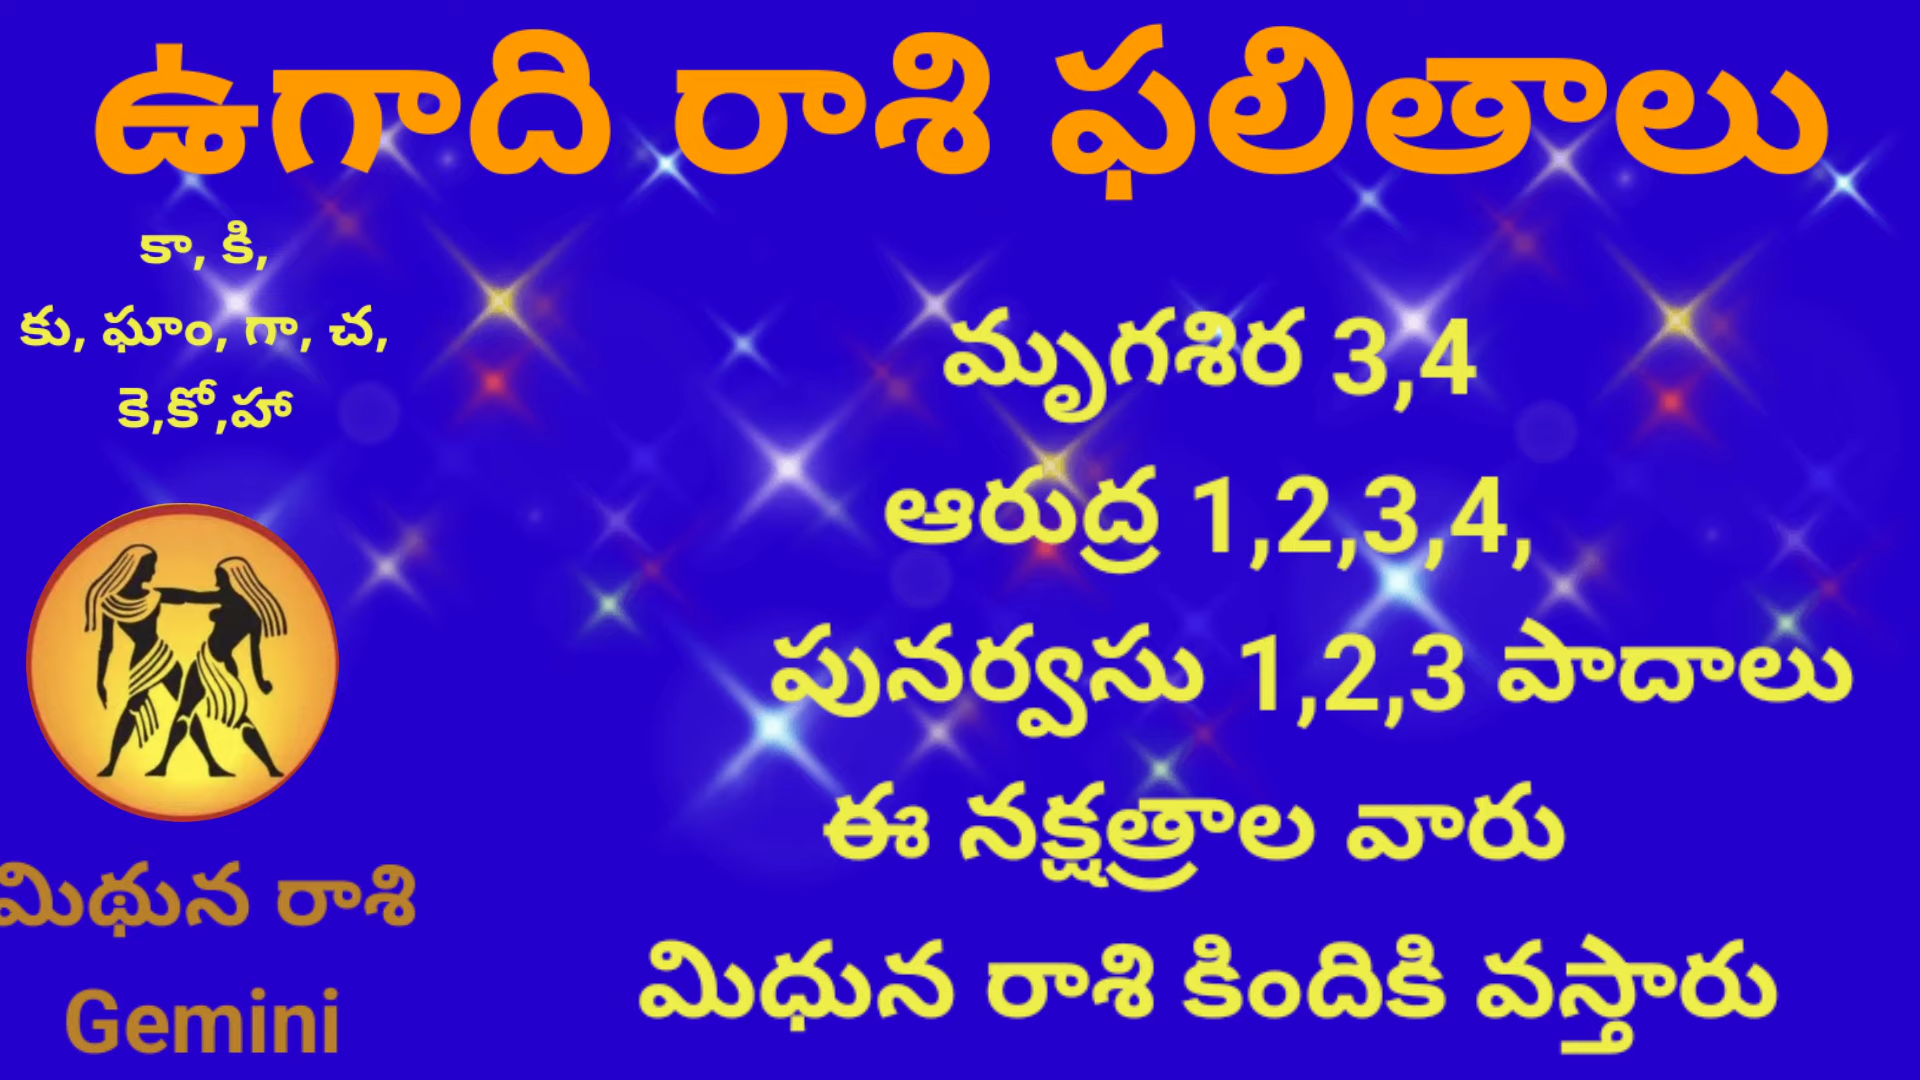 ఉగాది రాశి ఫలితాలు
కా, కి,
కు, ఘాం, గా, చ,
కె,కో,హా
మిథున రాశి
Gemini
మృగశిర 3,4
ఆరుద్ర 1,2,3,4,
పునర్వసు 1,2,3 పాదాలు
ఈ నక్షత్రాల వారు
మిధున రాశి కిందికి వస్తారు